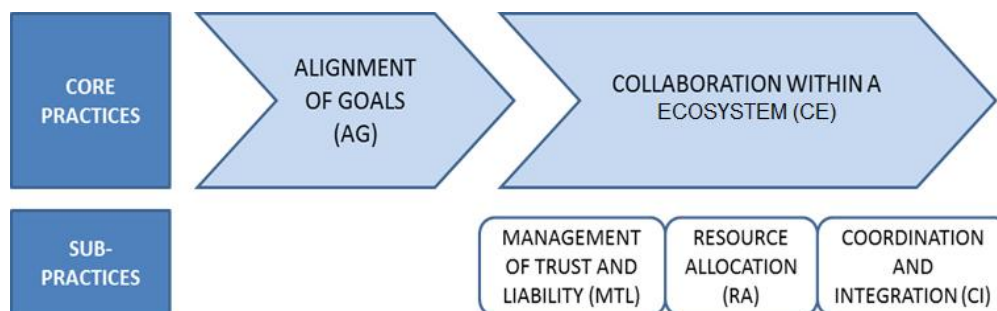 CORE
PRACTICES
ALIGNMENT
OF GOALS
(AG)
COLLABORATION WITHIN A
ECOSYSTEM (CE)
SUB-
PRACTICES
MANAGEMENT
OF TRUST AND
LIABILITY (MTL)
RESOURCE
ALLOCATION
(RA)
COORDINATION
AND
INTEGRATION (CI)